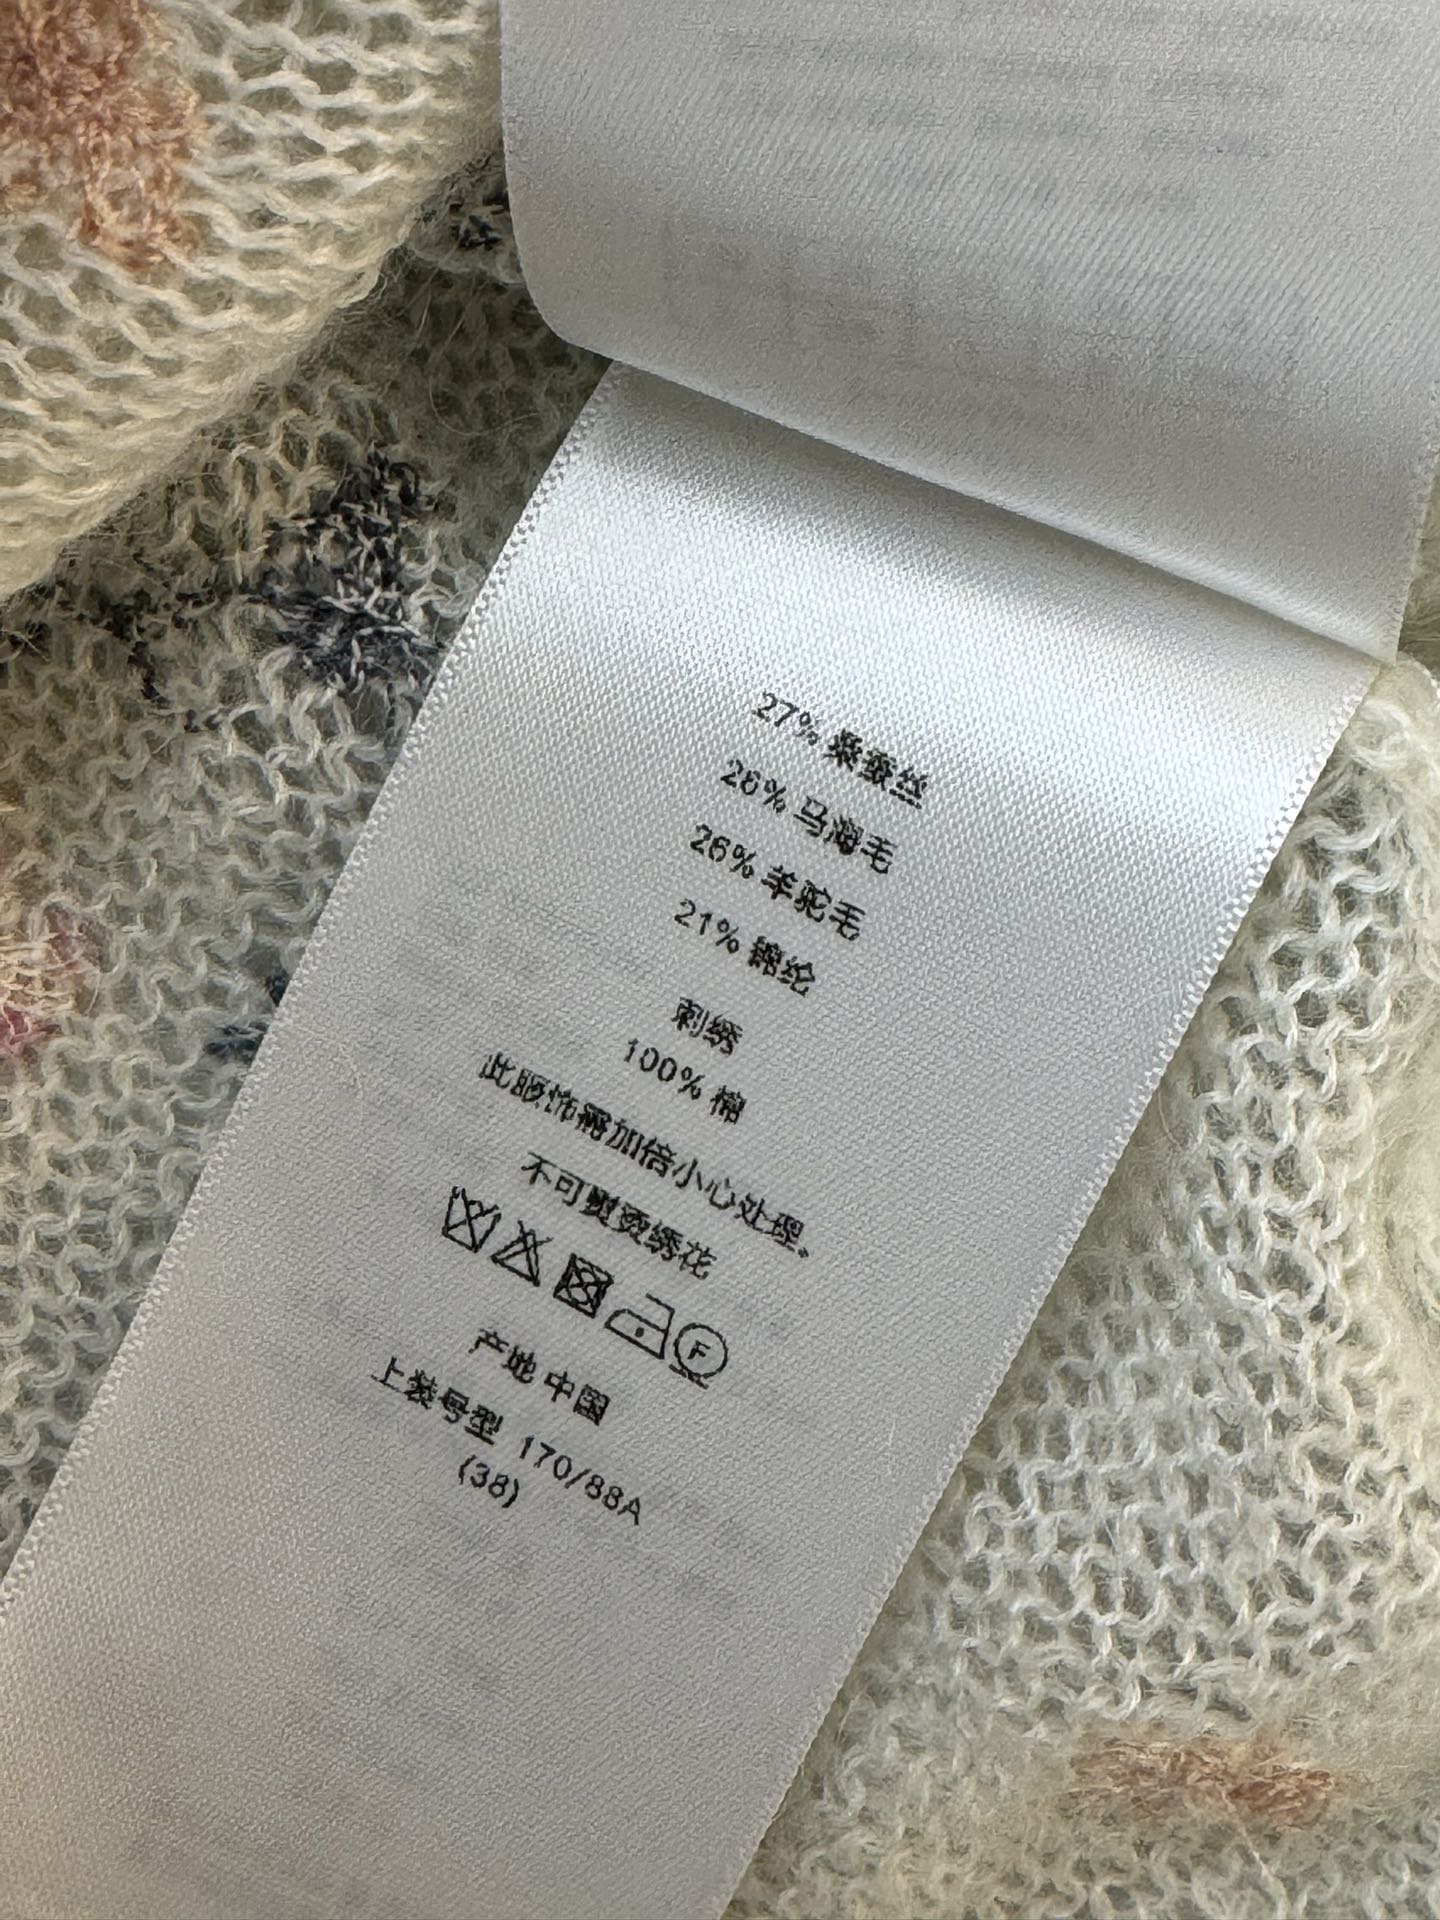 27% 桑蚕丝
26% 马海毛
26% 羊驼毛
21% 锦纶
刺绣
100% 棉
此服饰需加倍小心处理。
不可熨烫绣花
F
产地 中国
上装号型 170/88A
(38)